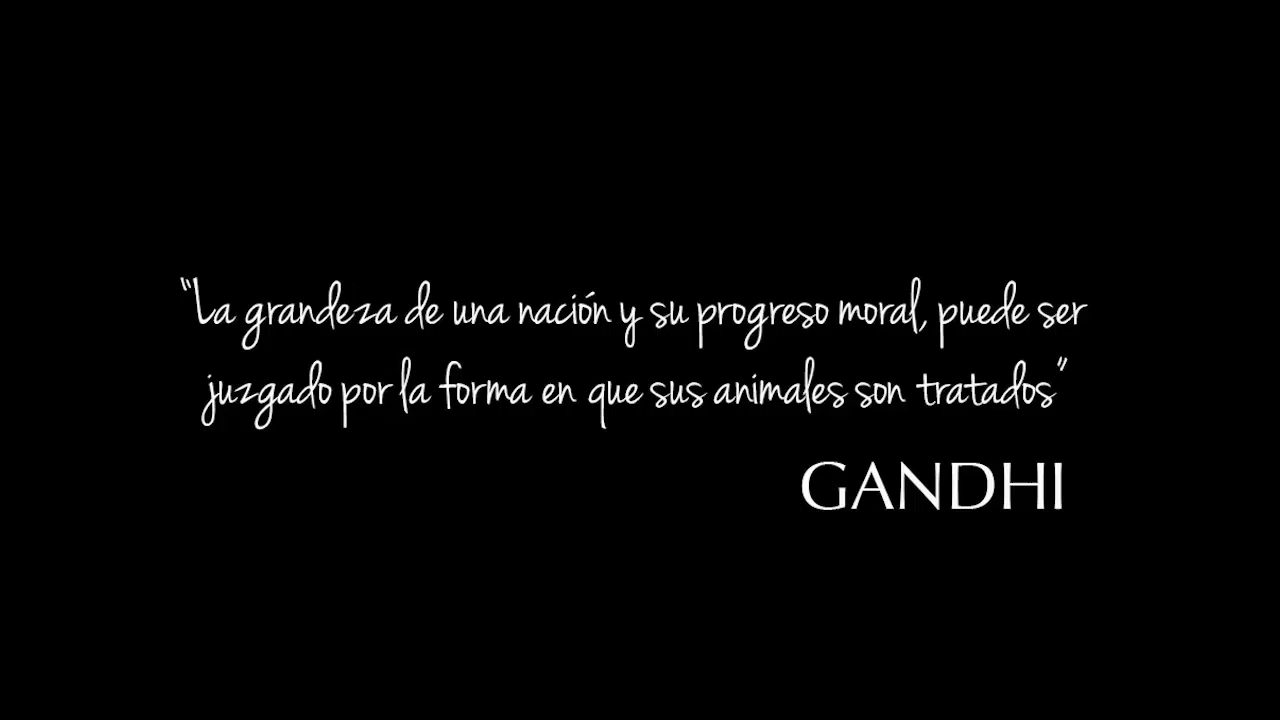 "La grandeza de una nación y su progreso moral, puede ser
juzgado por la forma en que sus animales son tratados"
GANDHI